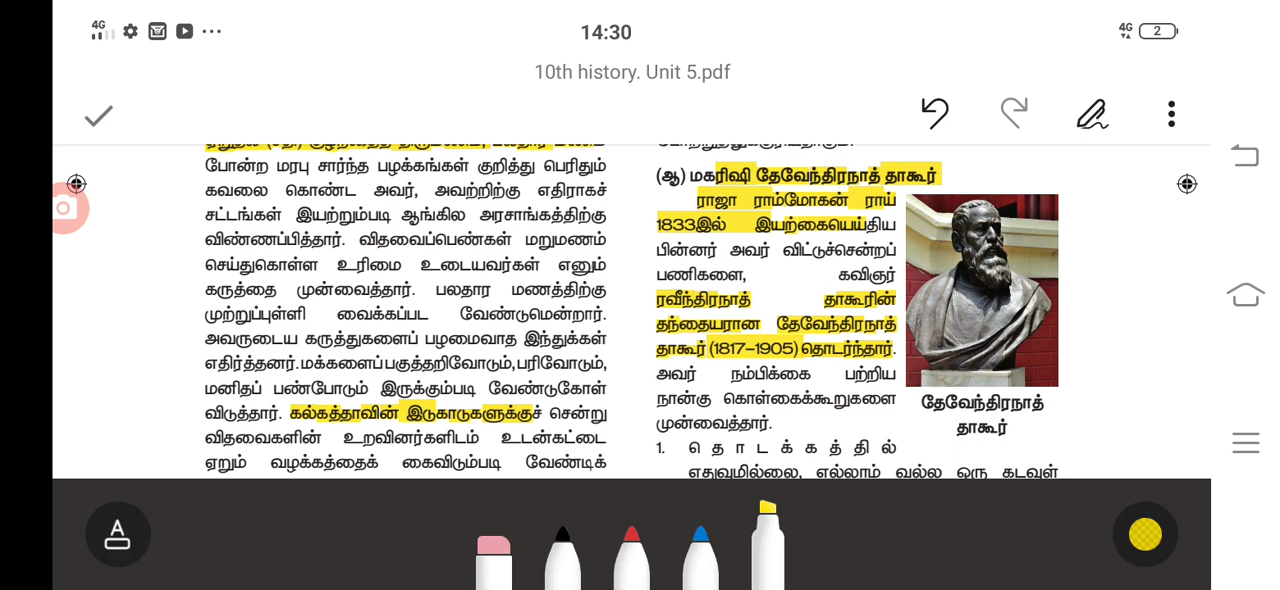 4G
14:30
4G
2
10th history. Unit 5.pdf
போன்ற மரபு சார்ந்த பழக்கங்கள் குறித்து பெரிதும்
கவலை கொண்ட அவர், அவற்றிற்கு எதிராகச்
சட்டங்கள் இயற்றும்படி ஆங்கில அரசாங்கத்திற்கு
விண்ணப்பித்தார். விதவைப்பெண்கள் மறுமணம்
செய்துகொள்ள உரிமை உடையவர்கள் எனும்
கருத்தை முன்வைத்தார். பலதார மணத்திற்கு
முற்றுப்புள்ளி வைக்கப்பட வேண்டுமென்றார்.
அவருடைய கருத்துகளைப் பழமைவாத இந்துக்கள்
எதிர்த்தனர். மக்களைப் பகுத்தறிவோடும், பரிவோடும்,
மனிதப் பண்போடும் இருக்கும்படி வேண்டுகோள்
விடுத்தார். கல்கத்தாவின் இடுகாடுகளுக்குச் சென்று
விதவைகளின் உறவினர்களிடம் உடன்கட்டை
ஏறும் வழக்கத்தைக் கைவிடும்படி வேண்டிக்
(ஆ) மகரிஷி தேவேந்திரநாத் தாகூர்
ராஜா ராம்மோகன் ராய்
1833இல் இயற்கையெய்திய
பின்னர் அவர் விட்டுச்சென்றப்
பணிகளை, கவிஞர்
ரவீந்திரநாத் தாகூரின்
தந்தையரான தேவேந்திரநாத்
தாகூர் (1817–1905) தொடர்ந்தார்.
அவர் நம்பிக்கை பற்றிய
நான்கு கொள்கைக்கூறுகளை
முன்வைத்தார்.
1. தொடக்கத்தில்
எதுவுமில்லை, எல்லாம் வல்ல ஒரு கடவுள்
தேவேந்திரநாத்
தாகூர்
A